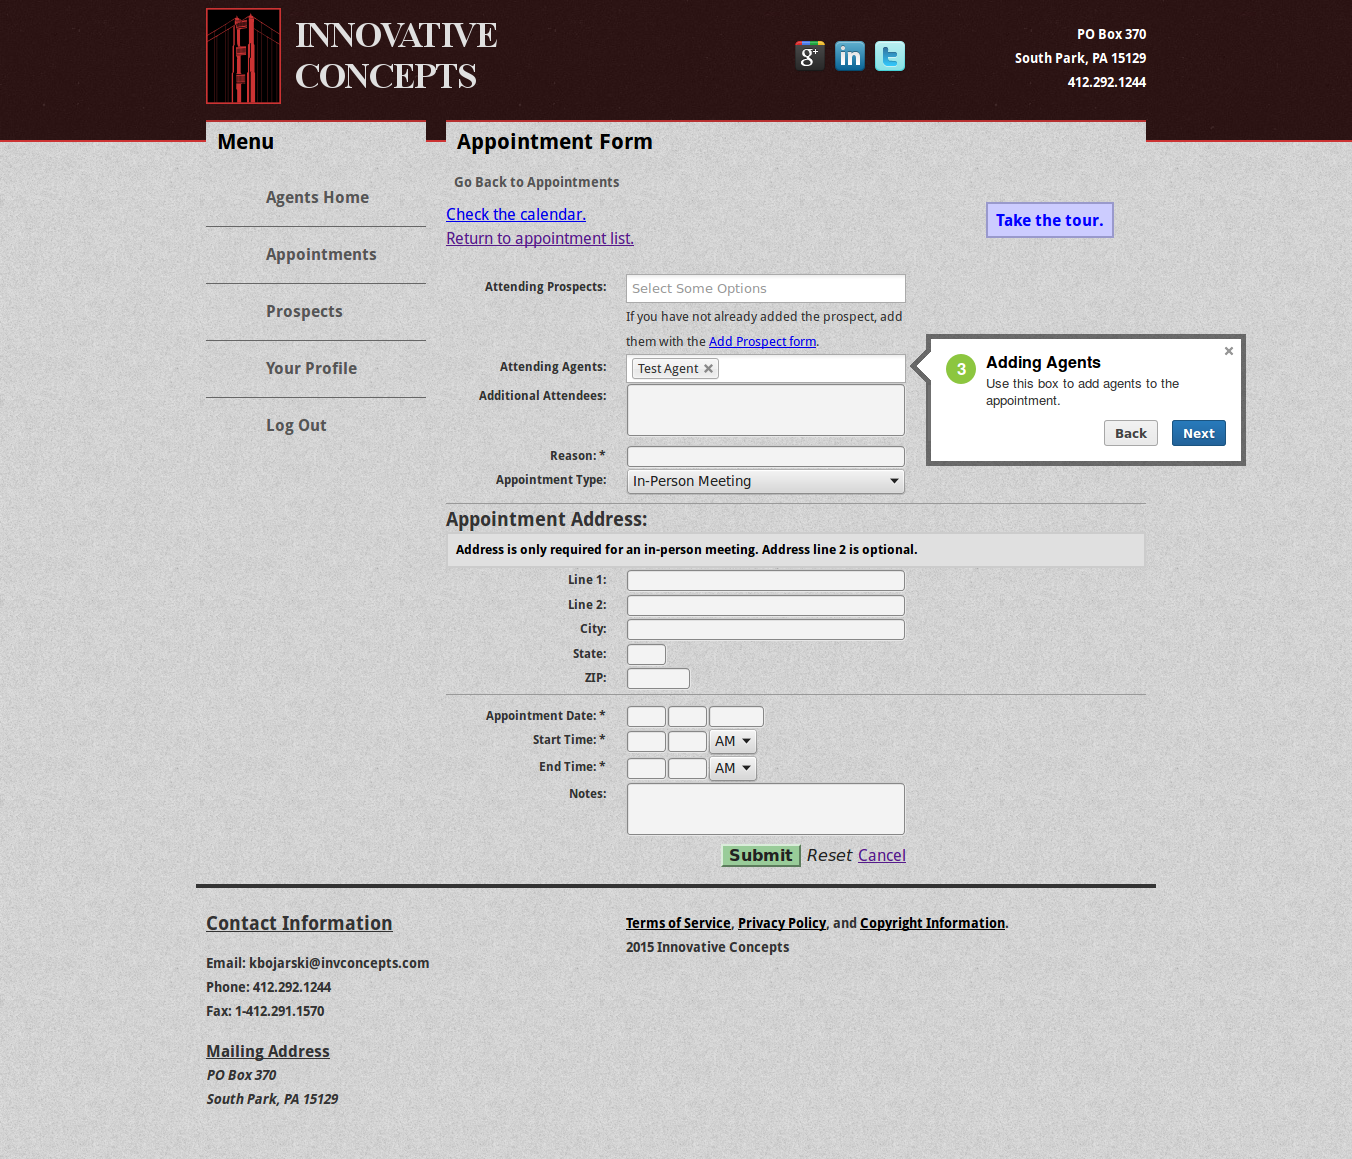 INNOVATIVE
CONCEPTS
g+ in t
PO Box 370
South Park, PA 15129
412.292.1244
Menu
Agents Home
Appointments
Prospects
Your Profile
Log Out
Appointment Form
Go Back to Appointments
Check the calendar.
Return to appointment list.
Take the tour.
Attending Prospects: Select Some Options
If you have not already added the prospect, add
them with the Add Prospect form.
Attending Agents: Test Agent
3 Adding Agents
Use this box to add agents to the
appointment.
Back Next
Additional Attendees:
Reason: *
Appointment Type: In-Person Meeting
Appointment Address:
Address is only required for an in-person meeting. Address line 2 is optional.
Line 1:
Line 2:
City:
State:
ZIP:
Appointment Date: *
Start Time: * AM
End Time: * AM
Notes:
Submit Reset Cancel
Contact Information
Email: kbojarski@invconcepts.com
Phone: 412.292.1244
Fax: 1-412.291.1570
Mailing Address
PO Box 370
South Park, PA 15129
Terms of Service, Privacy Policy, and Copyright Information.
2015 Innovative Concepts